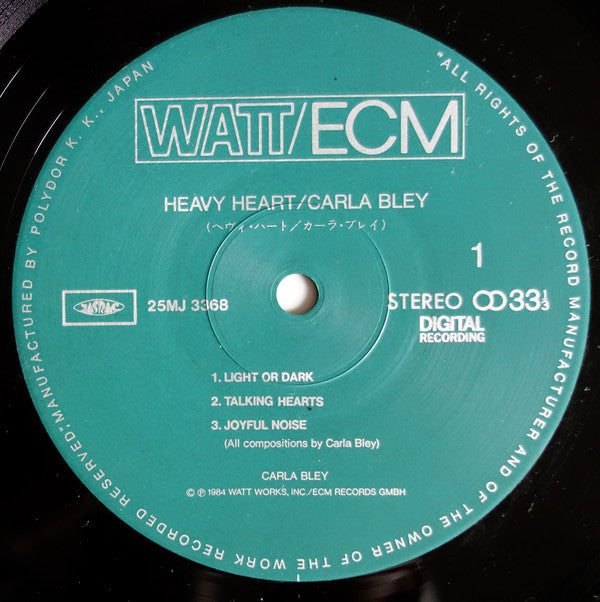 WATT/ECM
HEAVY HEART/CARLA BLEY
(ヘヴィ・ハート/カーラ・ブレイ)
1
25MJ 3368
STEREO 33⅓
DIGITAL
RECORDING
1. LIGHT OR DARK
2. TALKING HEARTS
3. JOYFUL NOISE
(All compositions by Carla Bley)
CARLA BLEY
© ℗ 1984 WATT WORKS, INC./ECM RECORDS GMBH
"ALL RIGHTS OF THE RECORD MANUFACTURER AND OF THE OWNER OF THE WORK RECORDED RESERVED," MANUFACTURED BY POLYDOR K. K., JAPAN